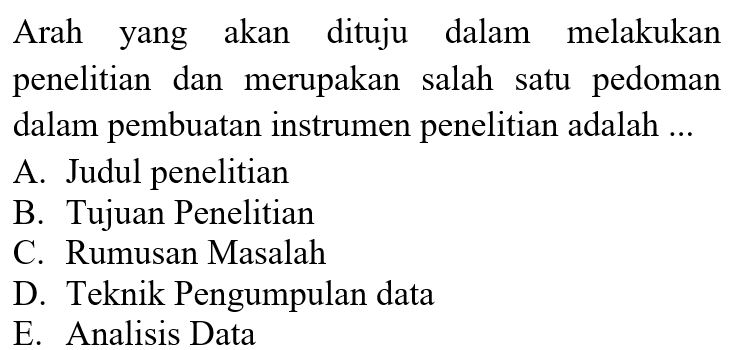 Arah yang akan dituju dalam melakukan
penelitian dan merupakan salah satu pedoman
dalam pembuatan instrumen penelitian adalah ...
A. Judul penelitian
B. Tujuan Penelitian
C. Rumusan Masalah
D. Teknik Pengumpulan data
E. Analisis Data